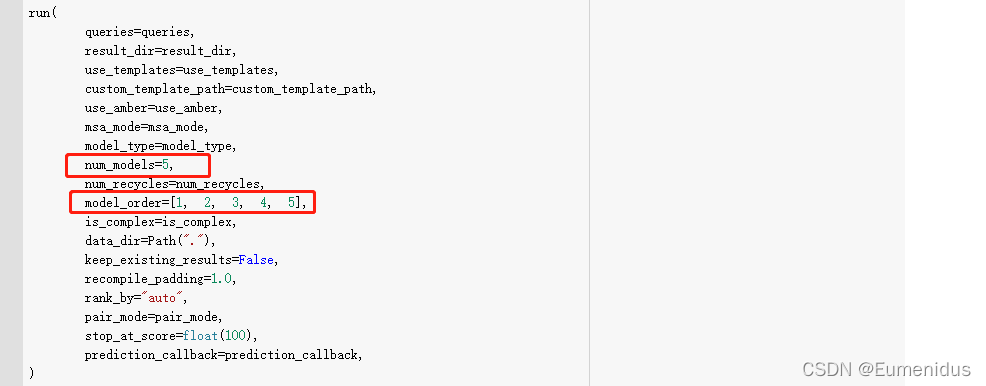 run(
queries=queries,
result_dir=result_dir,
use_templates=use_templates,
custom_template_path=custom_template_path,
use_amber=use_amber,
msa_mode=msa_mode,
model_type=model_type,
num_models=5,
num_recycles=num_recycles,
model_order=[1, 2, 3, 4, 5],
is_complex=is_complex,
data_dir=Path("."),
keep_existing_results=False,
recompile_padding=1.0,
rank_by="auto",
pair_mode=pair_mode,
stop_at_score=float(100),
prediction_callback=prediction_callback,
)
CSDN @Eumenidus